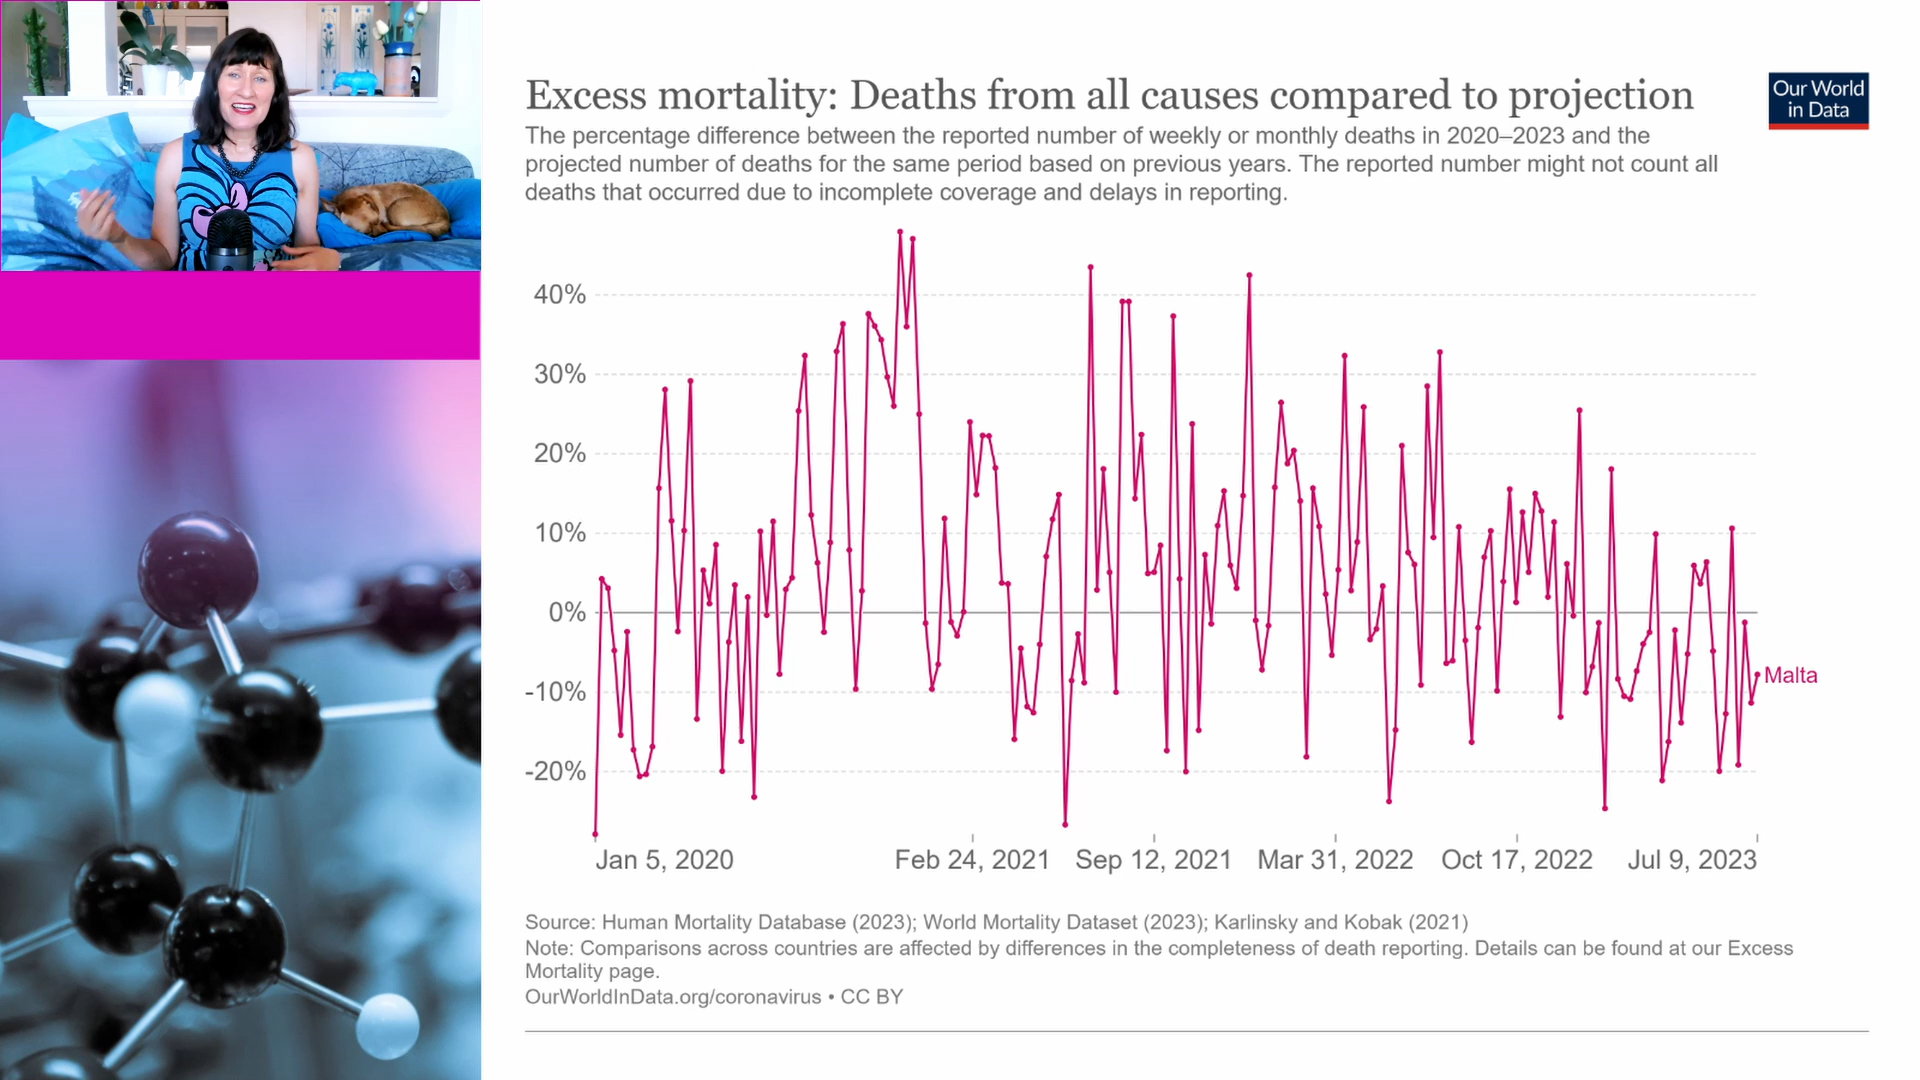 Excess mortality: Deaths from all causes compared to projection
Our World
in Data
The percentage difference between the reported number of weekly or monthly deaths in 2020–2023 and the
projected number of deaths for the same period based on previous years. The reported number might not count all
deaths that occurred due to incomplete coverage and delays in reporting.
40%
30%
20%
10%
0%
-10%
-20%
Malta
Jan 5, 2020
Feb 24, 2021
Sep 12, 2021
Mar 31, 2022
Oct 17, 2022
Jul 9, 2023
Source: Human Mortality Database (2023); World Mortality Dataset (2023); Karlinsky and Kobak (2021)
Note: Comparisons across countries are affected by differences in the completeness of death reporting. Details can be found at our Excess
Mortality page.
OurWorldInData.org/coronavirus • CC BY